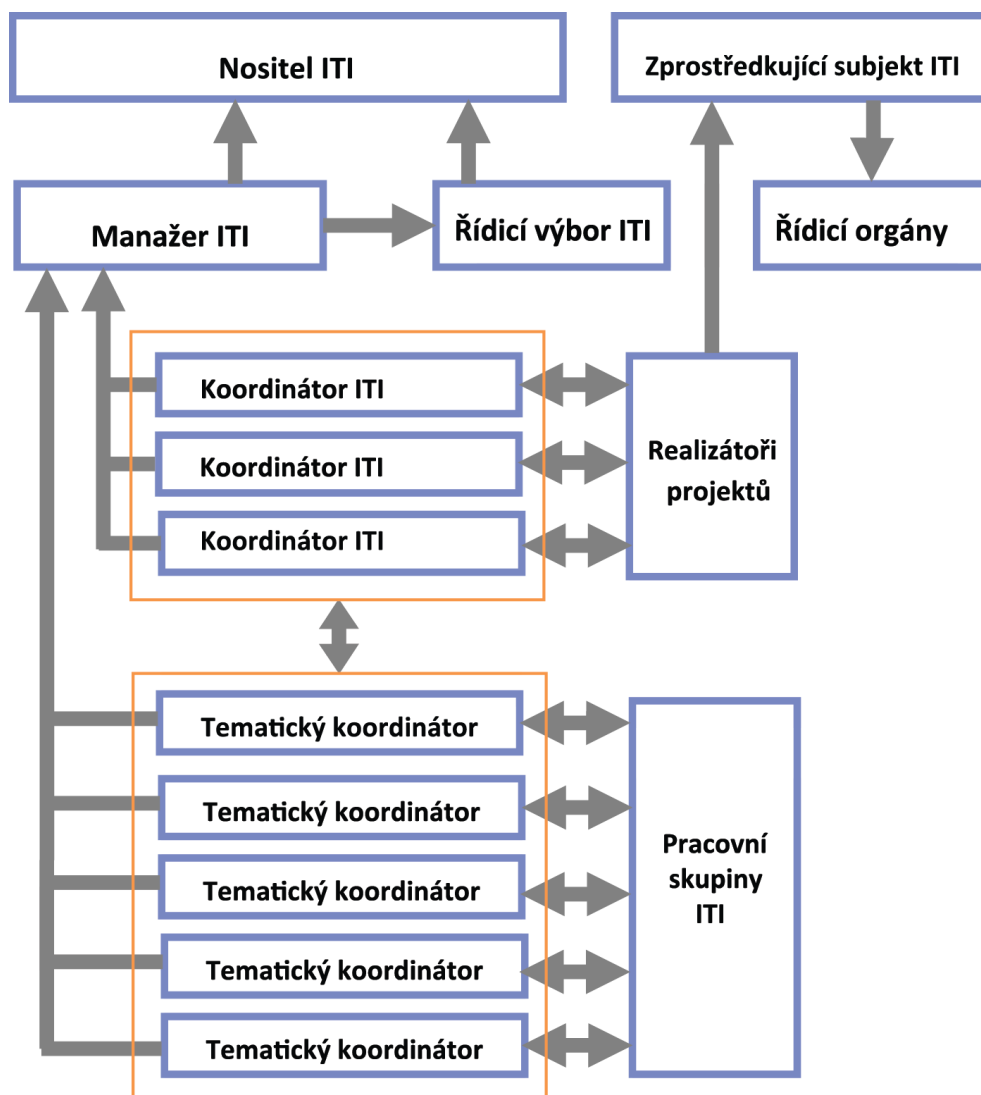 Nositel ITI
Zprostředkující subjekt ITI
Manažer ITI
Řídicí výbor ITI
Řídicí orgány
Koordinátor ITI
Koordinátor ITI
Koordinátor ITI
Realizátoři
projektů
Tematický koordinátor
Tematický koordinátor
Tematický koordinátor
Tematický koordinátor
Tematický koordinátor
Pracovní
skupiny
ITI